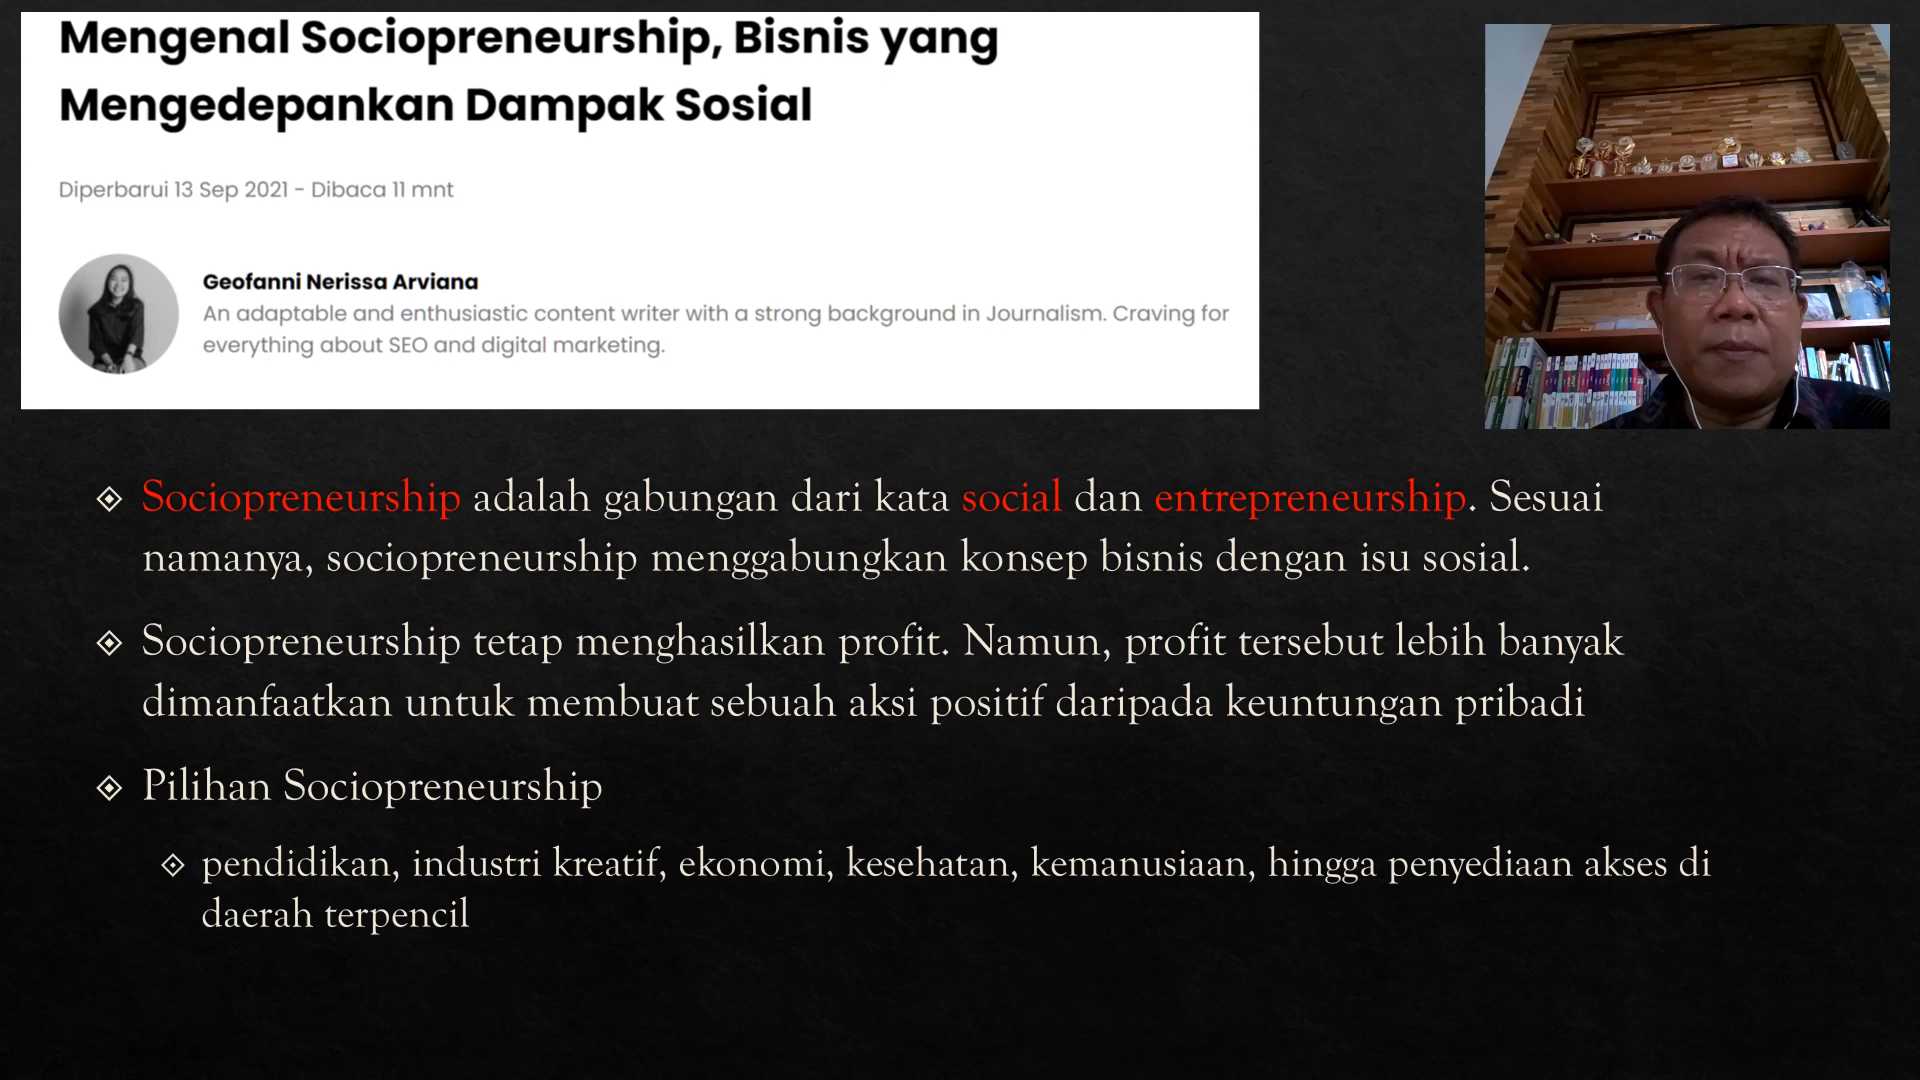 Mengenal Sociopreneurship, Bisnis yang
Mengedepankan Dampak Sosial
Diperbarui 13 Sep 2021 - Dibaca 11 mnt
Geofanni Nerissa Arviana
An adaptable and enthusiastic content writer with a strong background in Journalism. Craving for
everything about SEO and digital marketing.
Sociopreneurship adalah gabungan dari kata social dan entrepreneurship. Sesuai
namanya, sociopreneurship menggabungkan konsep bisnis dengan isu sosial.
Sociopreneurship tetap menghasilkan profit. Namun, profit tersebut lebih banyak
dimanfaatkan untuk membuat sebuah aksi positif daripada keuntungan pribadi
Pilihan Sociopreneurship
pendidikan, industri kreatif, ekonomi, kesehatan, kemanusiaan, hingga penyediaan akses di
daerah terpencil